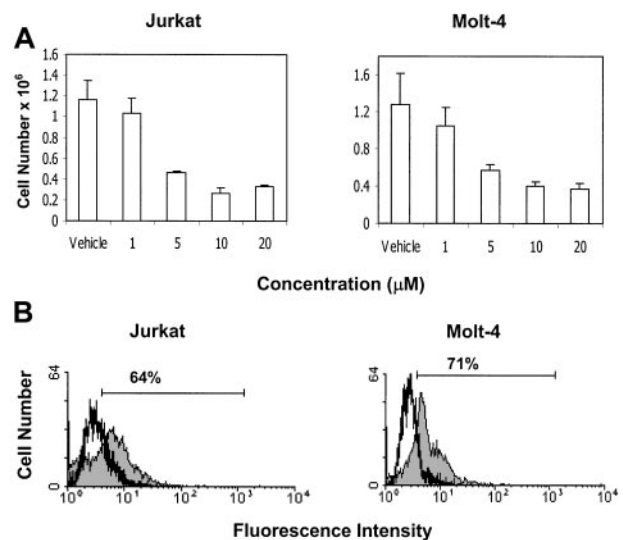 A
Jurkat
Molt-4
Cell Number x 10⁶
1.6
1.4
1.2
1
0.8
0.6
0.4
0.2
0
Vehicle 1 5 10 20
1.6
1.2
0.8
0.4
0
Vehicle 1 5 10 20
Concentration (μM)
B
Jurkat
Molt-4
Cell Number
64
0
64%
10⁰ 10¹ 10² 10³ 10⁴
64
0
71%
10⁰ 10¹ 10² 10³ 10⁴
Fluorescence Intensity